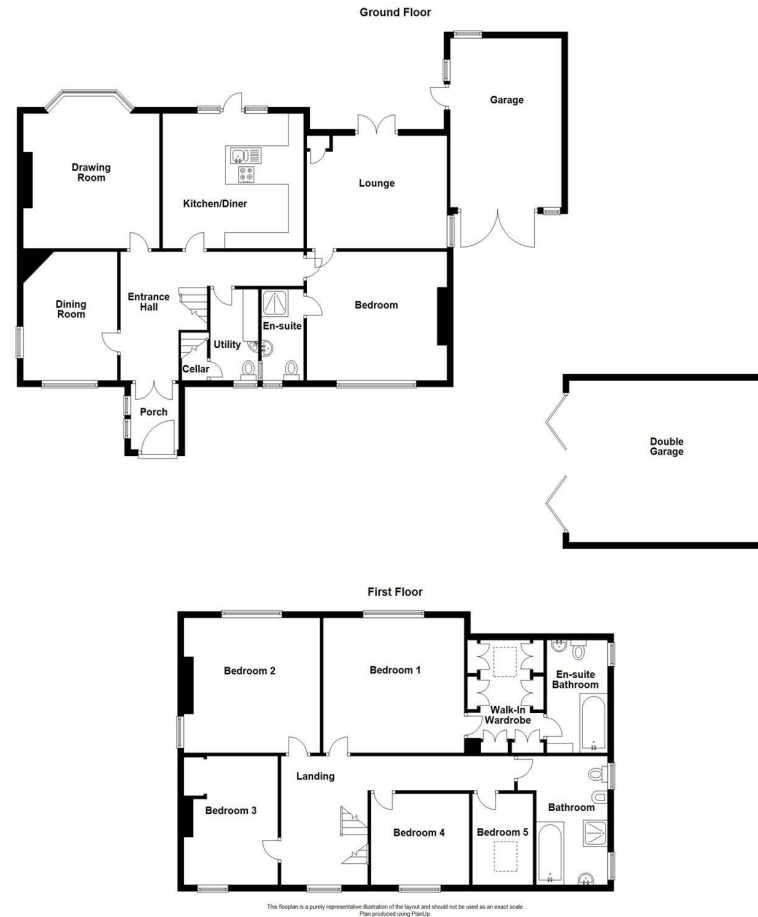 Ground Floor
Garage
Drawing
Room
Kitchen/Diner
Lounge
Dining
Room
Entrance
Hall
Utility
En-suite
Bedroom
Cellar
Porch
Double
Garage
First Floor
Bedroom 2
Bedroom 1
En-suite
Bathroom
Walk-In
Wardrobe
Landing
Bedroom 3
Bedroom 4
Bedroom 5
Bathroom
This floorplan is a purely representative illustration of the layout and should not be used as an exact scale.
Plan produced using PlanUp.